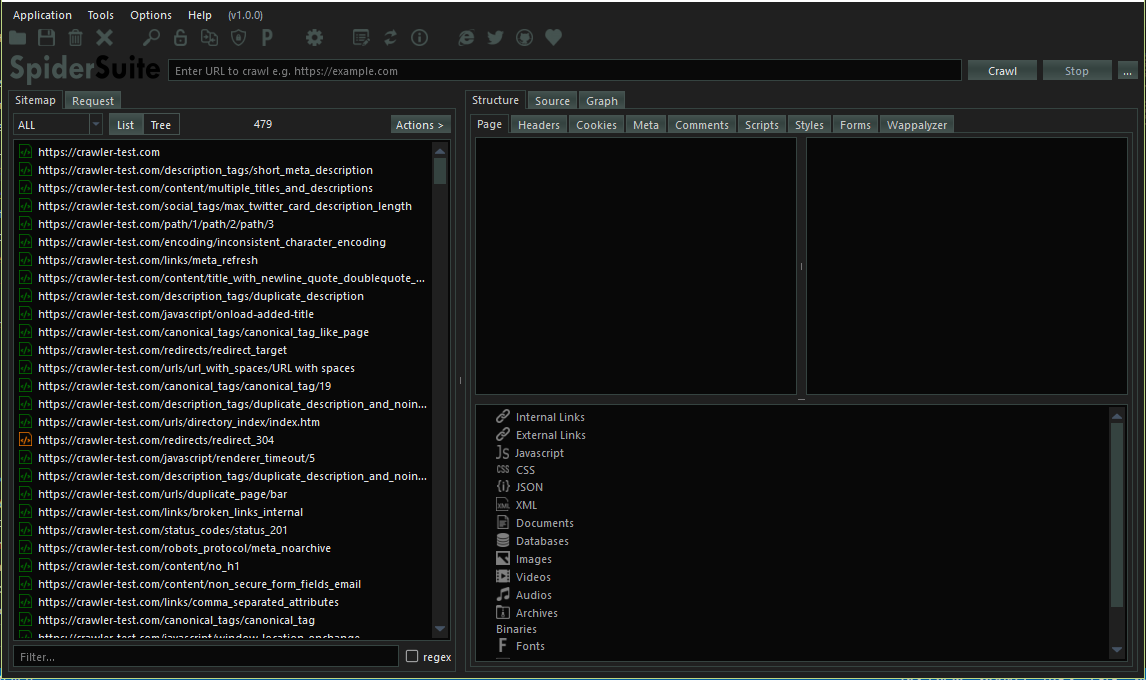 Application Tools Options Help (v1.0.0)
SpiderSuite Enter URL to crawl e.g. https://example.com Crawl Stop ...
Sitemap Request
ALL List Tree 479 Actions >
https://crawler-test.com
https://crawler-test.com/description_tags/short_meta_description
https://crawler-test.com/content/multiple_titles_and_descriptions
https://crawler-test.com/social_tags/max_twitter_card_description_length
https://crawler-test.com/path/1/path/2/path/3
https://crawler-test.com/encoding/inconsistent_character_encoding
https://crawler-test.com/links/meta_refresh
https://crawler-test.com/content/title_with_newline_quote_doublequote_...
https://crawler-test.com/description_tags/duplicate_description
https://crawler-test.com/javascript/onload-added-title
https://crawler-test.com/canonical_tags/canonical_tag_like_page
https://crawler-test.com/redirects/redirect_target
https://crawler-test.com/urls/url_with_spaces/URL with spaces
https://crawler-test.com/canonical_tags/canonical_tag/19
https://crawler-test.com/description_tags/duplicate_description_and_noin...
https://crawler-test.com/urls/directory_index/index.htm
https://crawler-test.com/redirects/redirect_304
https://crawler-test.com/javascript/renderer_timeout/5
https://crawler-test.com/description_tags/duplicate_description_and_noin...
https://crawler-test.com/urls/duplicate_page/bar
https://crawler-test.com/links/broken_links_internal
https://crawler-test.com/status_codes/status_201
https://crawler-test.com/robots_protocol/meta_noarchive
https://crawler-test.com/content/no_h1
https://crawler-test.com/content/non_secure_form_fields_email
https://crawler-test.com/links/comma_separated_attributes
https://crawler-test.com/canonical_tags/canonical_tag
https://crawler-test.com/javascript/window-location-onchange
Filter... regex
Structure Source Graph
Page Headers Cookies Meta Comments Scripts Styles Forms Wappalyzer
Internal Links
External Links
JS Javascript
CSS CSS
{i} JSON
XML XML
Documents
Databases
Images
Videos
Audios
Archives
Binaries
F Fonts